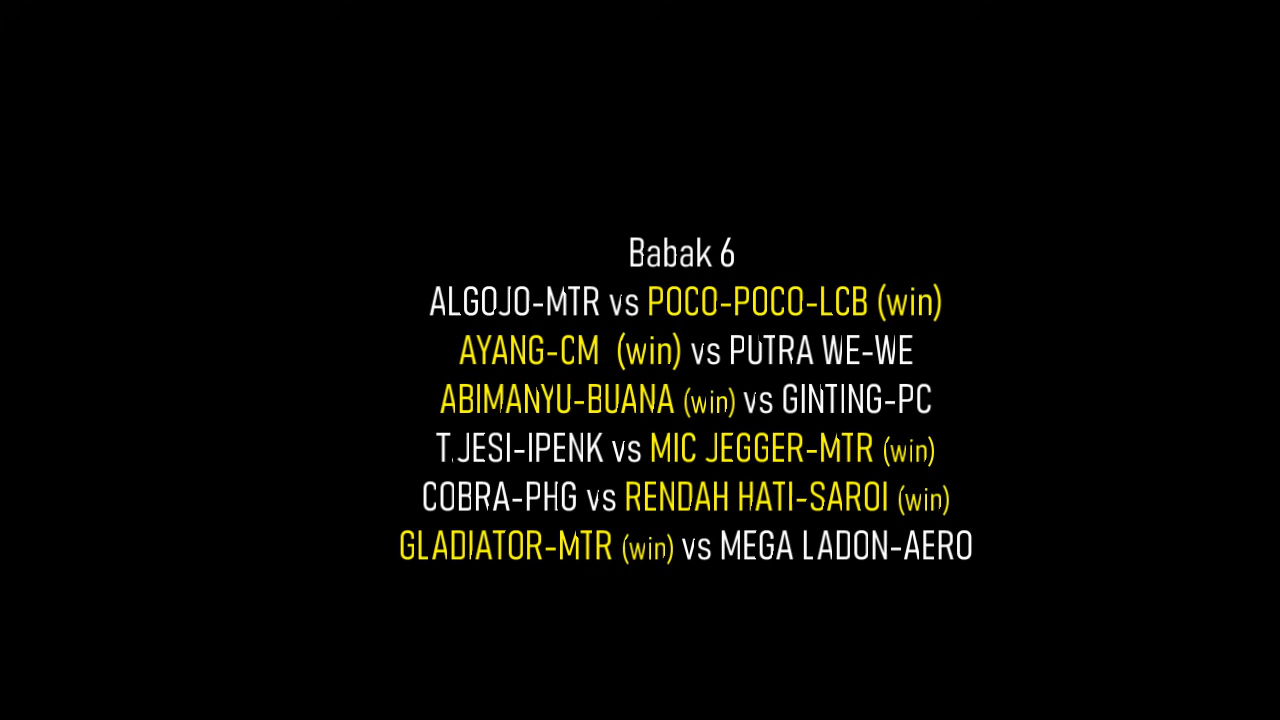 Babak 6
ALGOJO-MTR vs POCO-POCO-LCB (win)
AYANG-CM (win) vs PUTRA WE-WE
ABIMANYU-BUANA (win) vs GINTING-PC
T.JESI-IPENK vs MIC JEGGER-MTR (win)
COBRA-PHG vs RENDAH HATI-SAROI (win)
GLADIATOR-MTR (win) vs MEGA LADON-AERO